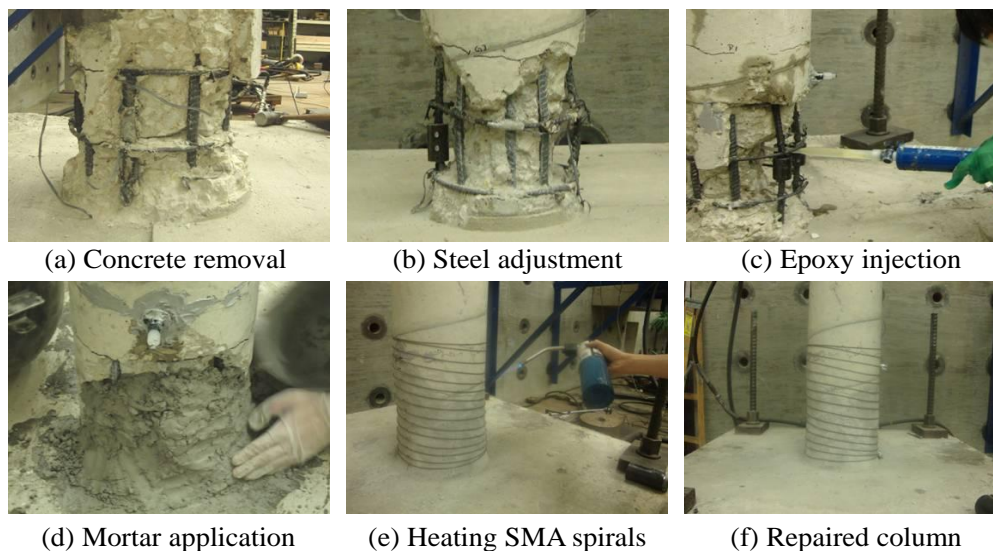 (a) Concrete removal
(b) Steel adjustment
(c) Epoxy injection
(d) Mortar application
(e) Heating SMA spirals
(f) Repaired column